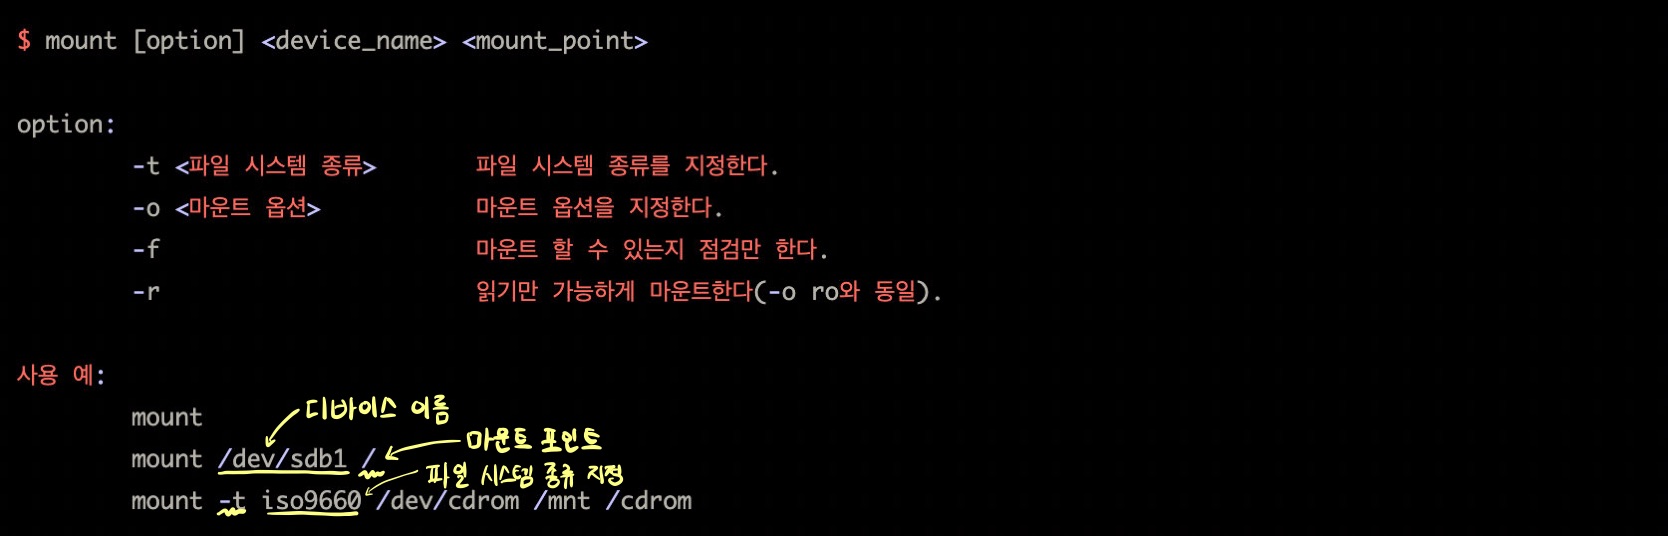 $ mount [option] <device_name> <mount_point>
option:
-t <파일 시스템 종류> 파일 시스템 종류를 지정한다.
-o <마운트 옵션> 마운트 옵션을 지정한다.
-f 마운트 할 수 있는지 점검만 한다.
-r 읽기만 가능하게 마운트한다(-o ro와 동일).
사용 예:
mount
디바이스 이름
mount /dev/sdb1 /
마운트 포인트
파일 시스템 종류 지정
mount -t iso9660 /dev/cdrom /mnt /cdrom